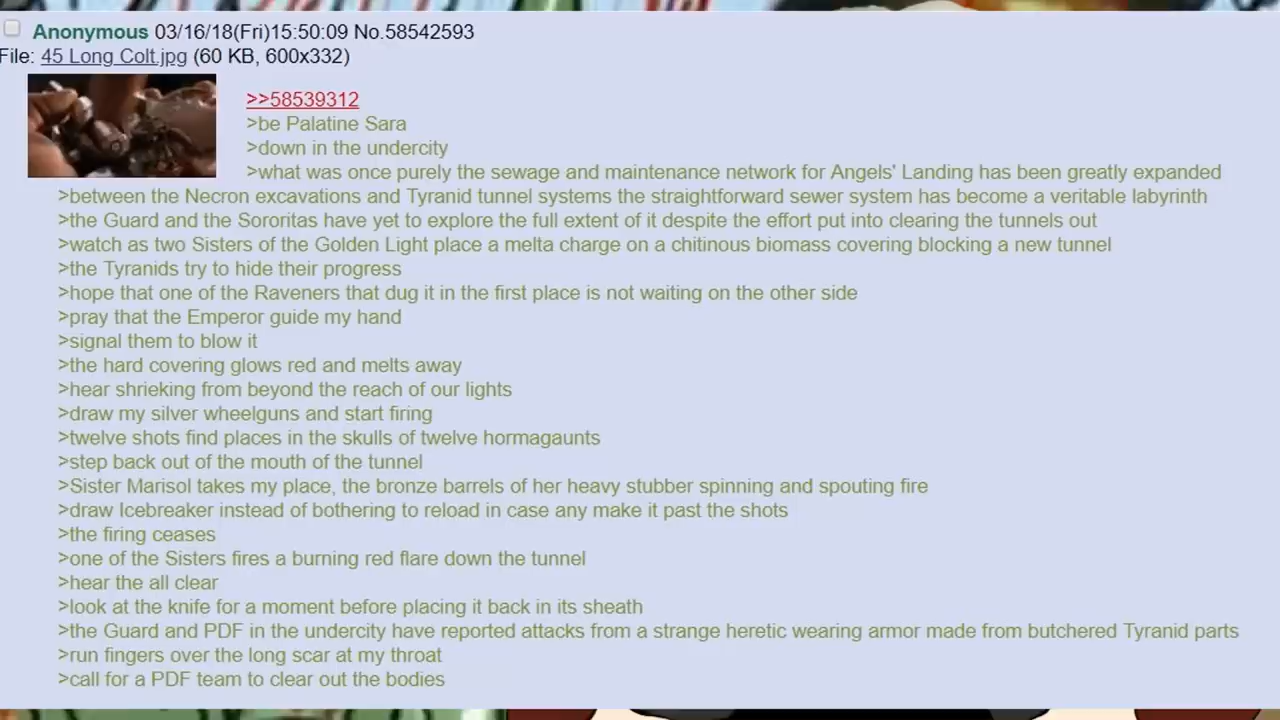 Anonymous 03/16/18(Fri)15:50:09 No.58542593
File: 45 Long Colt.jpg (60 KB, 600x332)
>>58539312
>be Palatine Sara
>down in the undercity
>what was once purely the sewage and maintenance network for Angels' Landing has been greatly expanded
>between the Necron excavations and Tyranid tunnel systems the straightforward sewer system has become a veritable labyrinth
>the Guard and the Sororitas have yet to explore the full extent of it despite the effort put into clearing the tunnels out
>watch as two Sisters of the Golden Light place a melta charge on a chitinous biomass covering blocking a new tunnel
>the Tyranids try to hide their progress
>hope that one of the Raveners that dug it in the first place is not waiting on the other side
>pray that the Emperor guide my hand
>signal them to blow it
>the hard covering glows red and melts away
>hear shrieking from beyond the reach of our lights
>draw my silver wheelguns and start firing
>twelve shots find places in the skulls of twelve hormagaunts
>step back out of the mouth of the tunnel
>Sister Marisol takes my place, the bronze barrels of her heavy stubber spinning and spouting fire
>draw Icebreaker instead of bothering to reload in case any make it past the shots
>the firing ceases
>one of the Sisters fires a burning red flare down the tunnel
>hear the all clear
>look at the knife for a moment before placing it back in its sheath
>the Guard and PDF in the undercity have reported attacks from a strange heretic wearing armor made from butchered Tyranid parts
>run fingers over the long scar at my throat
>call for a PDF team to clear out the bodies